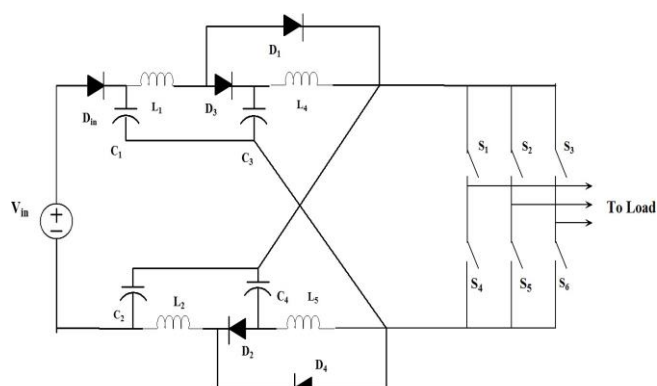 D₁
Dᵢₙ
L₁
D₃
L₄
C₁
C₃
S₁
S₂
S₃
Vᵢₙ
To Load
C₂
L₂
C₄
L₅
S₄
S₅
S₆
D₂
D₄